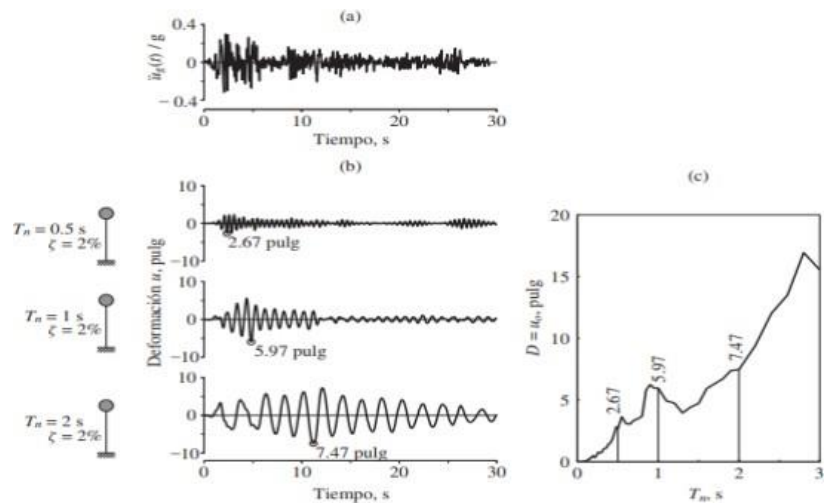 (a)
ü_g(t) / g
0.4
0
− 0.4
0 10 20 30
Tiempo, s
(b)
Deformación u, pulg
T_n = 0.5 s
ζ = 2%
10
0
−10
2.67 pulg
T_n = 1 s
ζ = 2%
10
0
−10
5.97 pulg
T_n = 2 s
ζ = 2%
10
0
−10
7.47 pulg
0 10 20 30
Tiempo, s
(c)
D = u_o, pulg
20
15
10
5
0
2.67
5.97
7.47
0 1 2 3
T_n, s